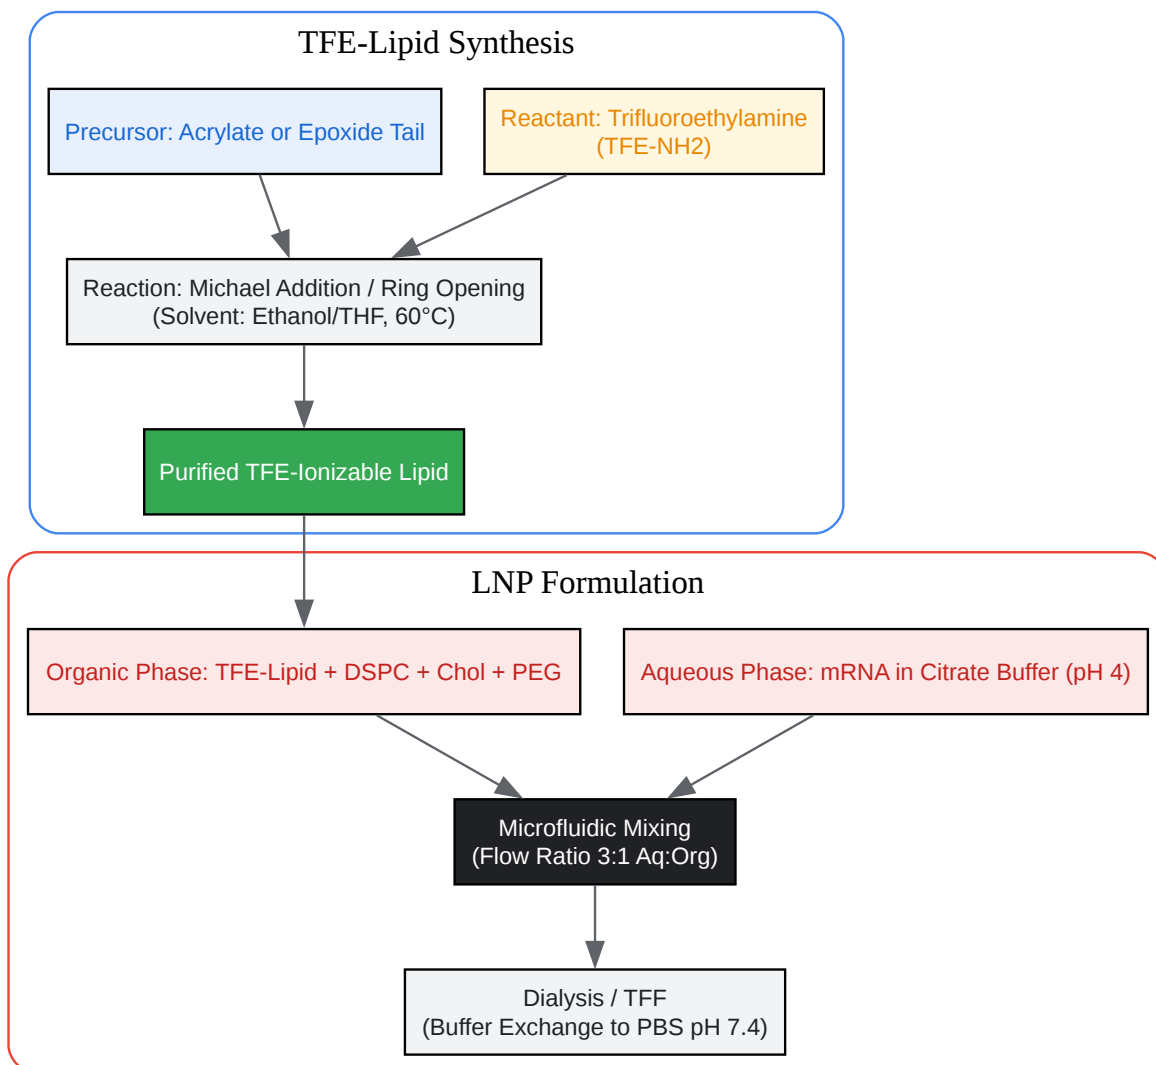 TFE-Lipid Synthesis
Precursor: Acrylate or Epoxide Tail
Reactant: Trifluoroethylamine
(TFE-NH2)
Reaction: Michael Addition / Ring Opening
(Solvent: Ethanol/THF, 60°C)
Purified TFE-Ionizable Lipid
LNP Formulation
Organic Phase: TFE-Lipid + DSPC + Chol + PEG
Aqueous Phase: mRNA in Citrate Buffer (pH 4)
Microfluidic Mixing
(Flow Ratio 3:1 Aq:Org)
Dialysis / TFF
(Buffer Exchange to PBS pH 7.4)